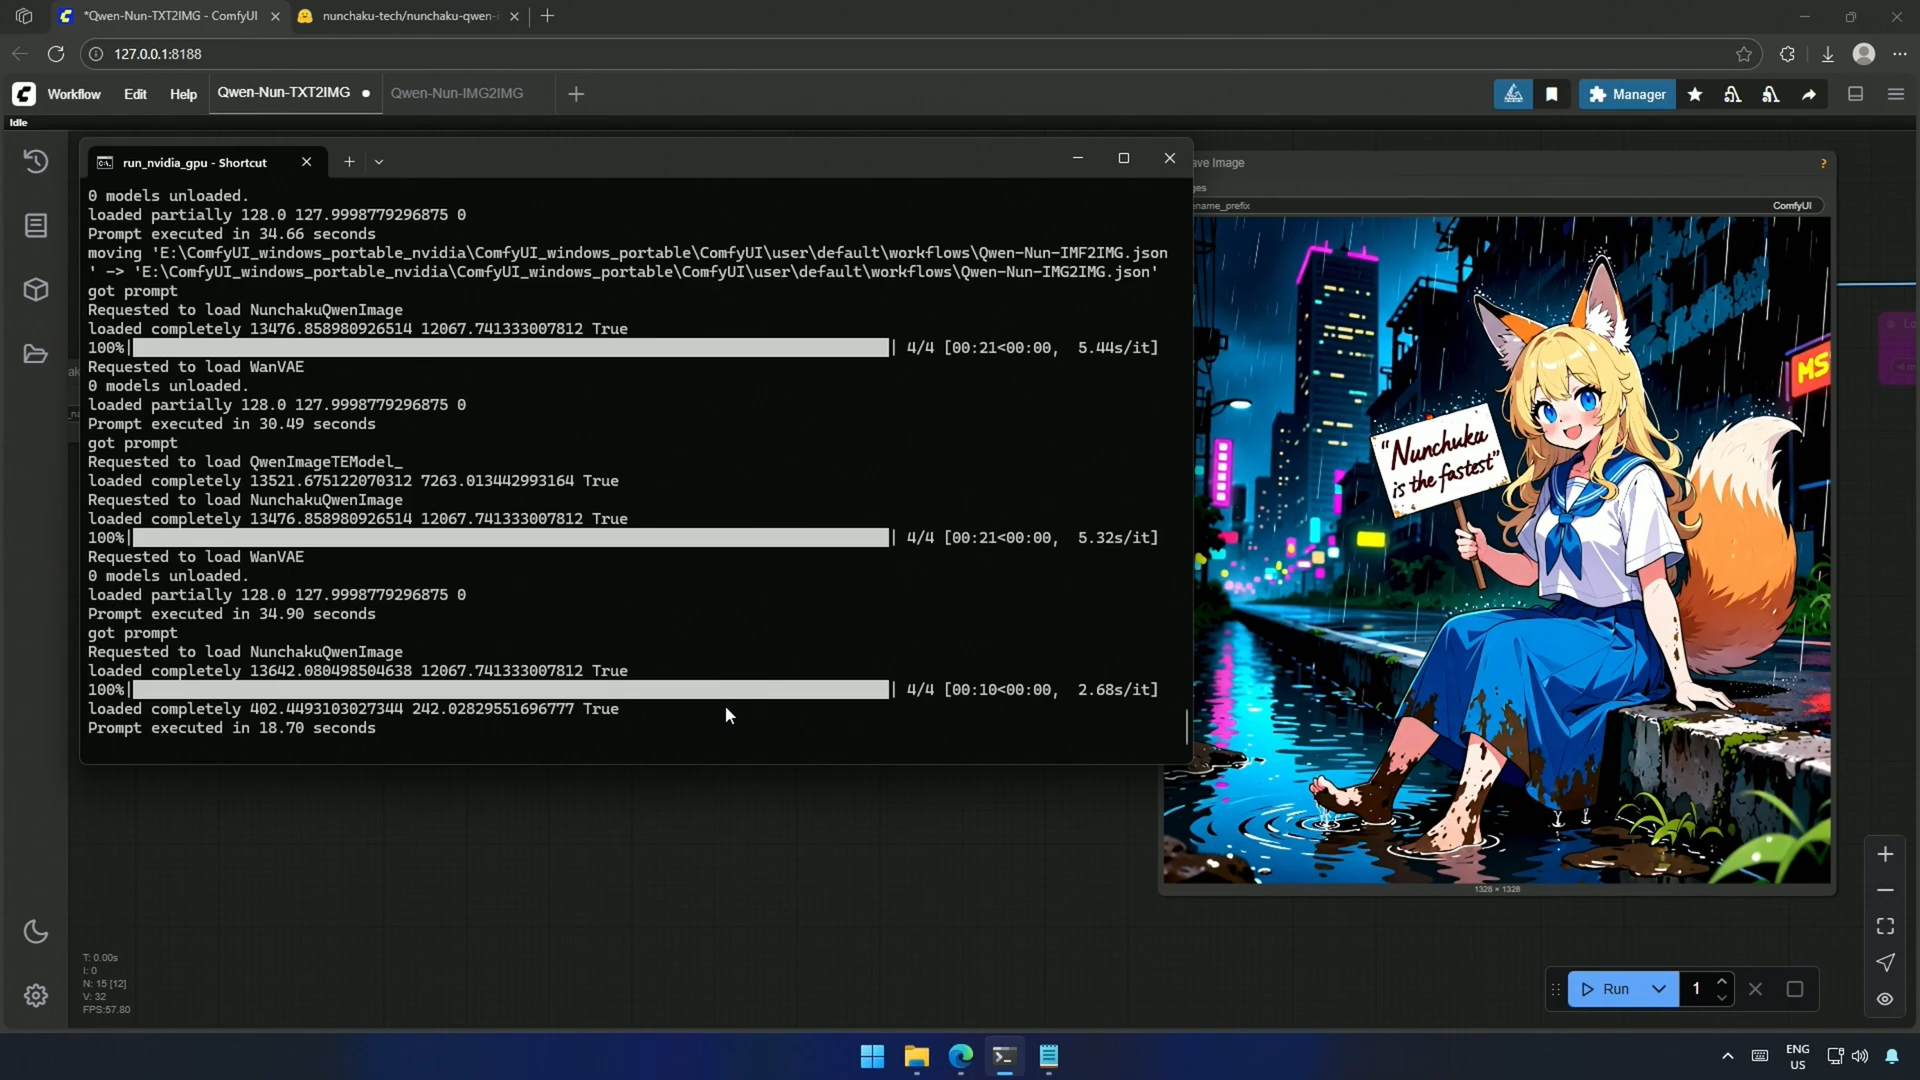 *Qwen-Nun-TXT2IMG - ComfyUI
nunchaku-tech/nunchaku-qwen-i
127.0.0.1:8188
Workflow
Edit
Help
Qwen-Nun-TXT2IMG
Qwen-Nun-IMG2IMG
Manager
Idle
run_nvidia_gpu - Shortcut
0 models unloaded.
loaded partially 128.0 127.9998779296875 0
Prompt executed in 34.66 seconds
moving 'E:\ComfyUI_windows_portable_nvidia\ComfyUI_windows_portable\ComfyUI\user\default\workflows\Qwen-Nun-IMF2IMG.json
' -> 'E:\ComfyUI_windows_portable_nvidia\ComfyUI_windows_portable\ComfyUI\user\default\workflows\Qwen-Nun-IMG2IMG.json'
got prompt
Requested to load NunchakuQwenImage
loaded completely 13476.858980926514 12067.741333007812 True
100%| | 4/4 [00:21<00:00, 5.44s/it]
Requested to load WanVAE
0 models unloaded.
loaded partially 128.0 127.9998779296875 0
Prompt executed in 30.49 seconds
got prompt
Requested to load QwenImageTEModel_
loaded completely 13521.675122070312 7263.013442993164 True
Requested to load NunchakuQwenImage
loaded completely 13476.858980926514 12067.741333007812 True
100%| | 4/4 [00:21<00:00, 5.32s/it]
Requested to load WanVAE
0 models unloaded.
loaded partially 128.0 127.9998779296875 0
Prompt executed in 34.90 seconds
got prompt
Requested to load NunchakuQwenImage
loaded completely 13642.080498504638 12067.741333007812 True
100%| | 4/4 [00:10<00:00, 2.68s/it]
loaded completely 402.4493103027344 242.02829551696777 True
Prompt executed in 18.70 seconds
ave Image
?
ges
ename_prefix
ComfyUI
MS
"Nunchuku
is the fastest"
1328 × 1328
T: 0.00s
I: 0
N: 15 [12]
V: 32
FPS:57.80
Run
1
ENG
US